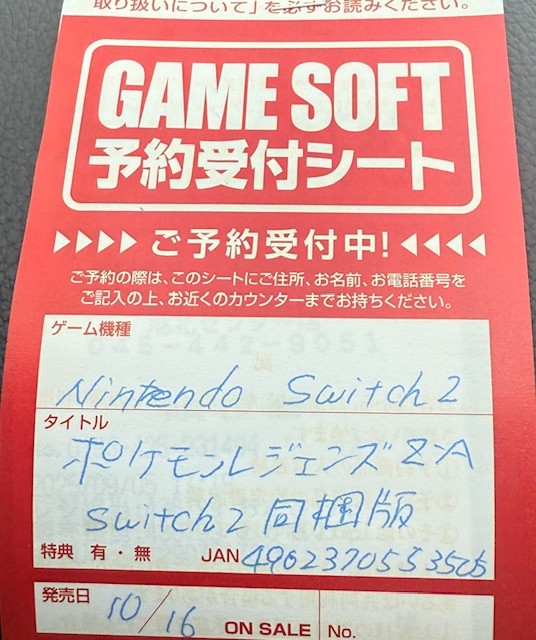 取り扱いについて」を必ずお読みください。
GAME SOFT
予約受付シート
ご予約受付中!
ご予約の際は、このシートにご住所、お名前、お電話番号を
ご記入の上、お近くのカウンターまでお持ちください。
ゲーム機種
Nintendo Switch 2
タイトル
ポケモンレジェンズZ-A
Switch2 同梱版
特典 有・無 JAN 4902370553505
発売日
10/16 ON SALE No.